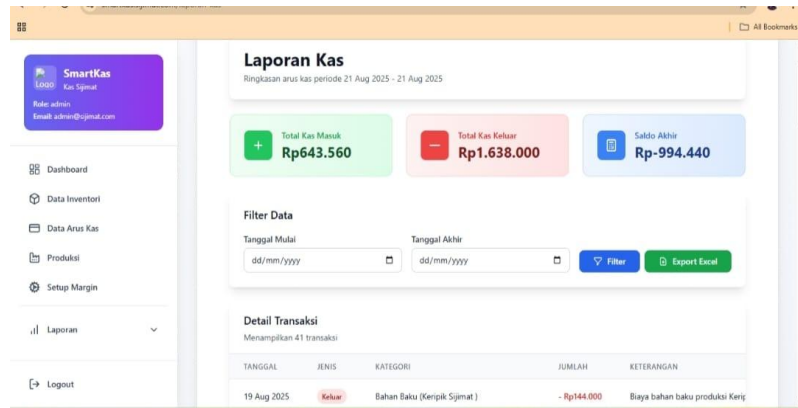 All Bookmarks
Logo
SmartKas
Kas Sijimat
Role: admin
Email: admin@sijimat.com
Dashboard
Data Inventori
Data Arus Kas
Produksi
Setup Margin
Laporan
Logout
Laporan Kas
Ringkasan arus kas periode 21 Aug 2025 - 21 Aug 2025
Total Kas Masuk
Rp643.560
Total Kas Keluar
Rp1.638.000
Saldo Akhir
Rp-994.440
Filter Data
Tanggal Mulai
dd/mm/yyyy
Tanggal Akhir
dd/mm/yyyy
Filter
Export Excel
Detail Transaksi
Menampilkan 41 transaksi
TANGGAL JENIS KATEGORI JUMLAH KETERANGAN
19 Aug 2025 Keluar Bahan Baku (Keripik Sijimat ) - Rp144.000 Biaya bahan baku produksi Kerip